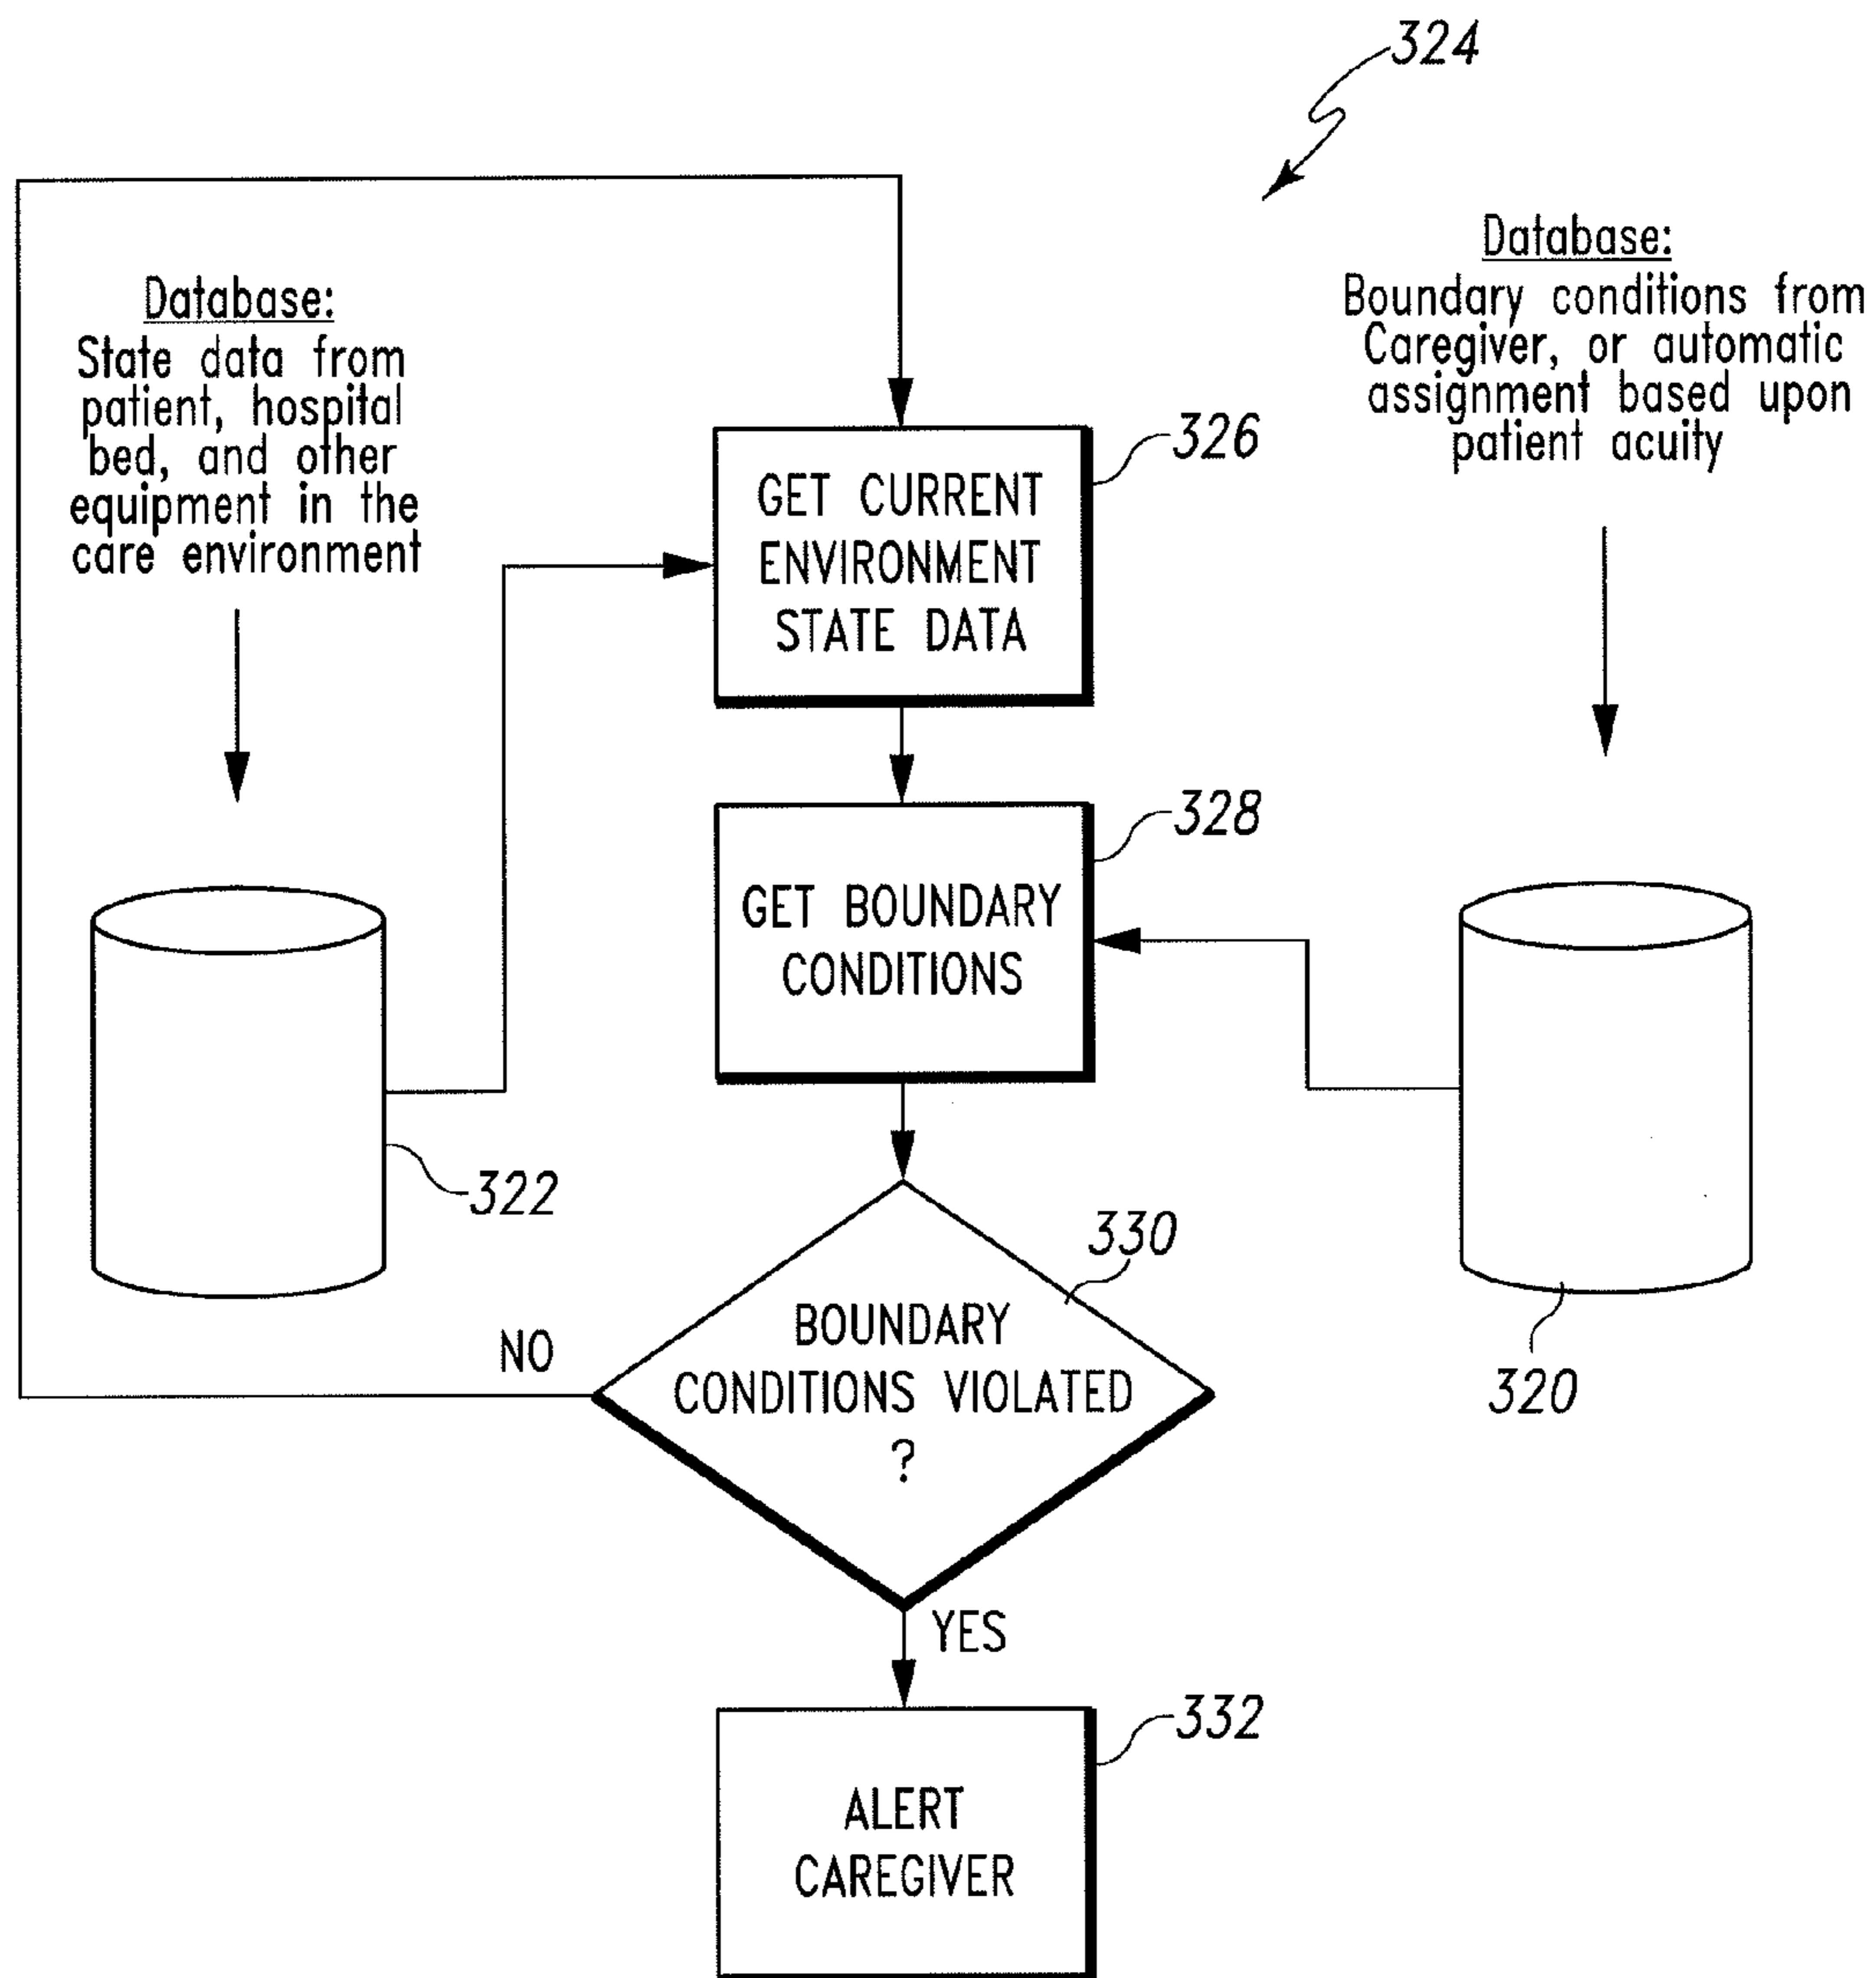 324
Database:
State data from
patient, hospital
bed, and other
equipment in the
care environment
Database:
Boundary conditions from
Caregiver, or automatic
assignment based upon
patient acuity
326
GET CURRENT
ENVIRONMENT
STATE DATA
328
GET BOUNDARY
CONDITIONS
322
330
BOUNDARY
CONDITIONS VIOLATED
?
NO
320
YES
332
ALERT
CAREGIVER